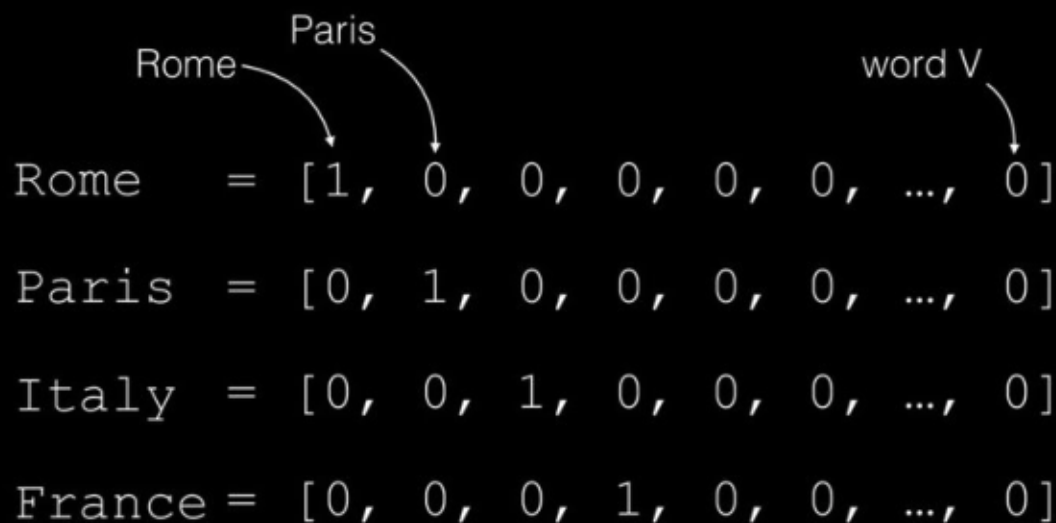 Paris
Rome
word V
Rome = [1, 0, 0, 0, 0, 0, …, 0]
Paris = [0, 1, 0, 0, 0, 0, …, 0]
Italy = [0, 0, 1, 0, 0, 0, …, 0]
France = [0, 0, 0, 1, 0, 0, …, 0]